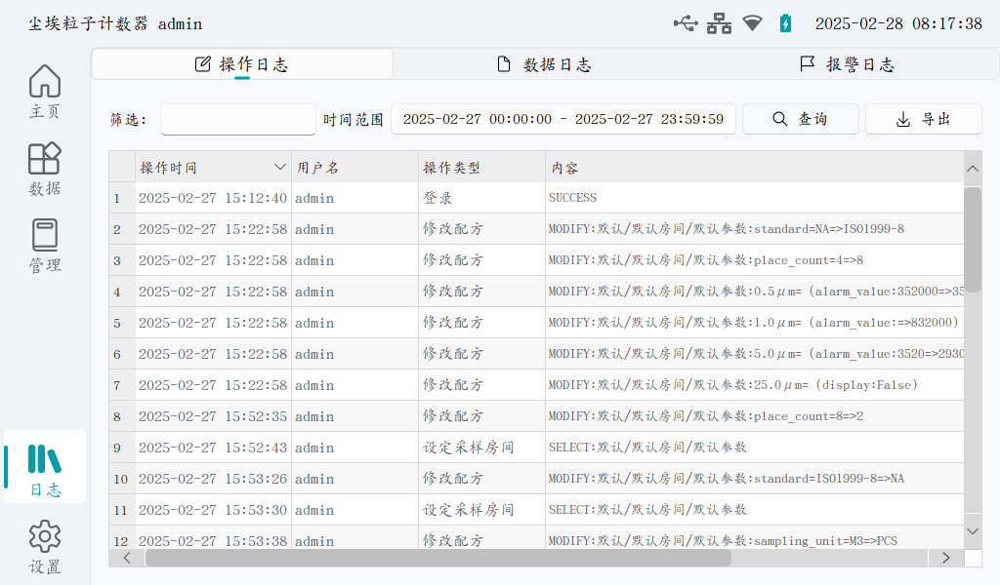 尘埃粒子计数器 admin
2025-02-28 08:17:38
操作日志
数据日志
报警日志
主页
数据
管理
日志
设置
筛选：
时间范围 2025-02-27 00:00:00 - 2025-02-27 23:59:59 查询 导出
操作时间 用户名 操作类型 内容
1 2025-02-27 15:12:40 admin 登录 SUCCESS
2 2025-02-27 15:22:58 admin 修改配方 MODIFY:默认/默认房间/默认参数:standard=NA=>ISO1999-8
3 2025-02-27 15:22:58 admin 修改配方 MODIFY:默认/默认房间/默认参数:place_count=4=>8
4 2025-02-27 15:22:58 admin 修改配方 MODIFY:默认/默认房间/默认参数:0.5μm= (alarm_value:352000=>35
5 2025-02-27 15:22:58 admin 修改配方 MODIFY:默认/默认房间/默认参数:1.0μm= (alarm_value:=>832000)
6 2025-02-27 15:22:58 admin 修改配方 MODIFY:默认/默认房间/默认参数:5.0μm= (alarm_value:3520=>2930
7 2025-02-27 15:22:58 admin 修改配方 MODIFY:默认/默认房间/默认参数:25.0μm= (display:False)
8 2025-02-27 15:52:35 admin 修改配方 MODIFY:默认/默认房间/默认参数:place_count=8=>2
9 2025-02-27 15:52:43 admin 设定采样房间 SELECT:默认/默认房间/默认参数
10 2025-02-27 15:53:26 admin 修改配方 MODIFY:默认/默认房间/默认参数:standard=ISO1999-8=>NA
11 2025-02-27 15:53:30 admin 设定采样房间 SELECT:默认/默认房间/默认参数
12 2025-02-27 15:53:38 admin 修改配方 MODIFY:默认/默认房间/默认参数:sampling_unit=M3=>PCS